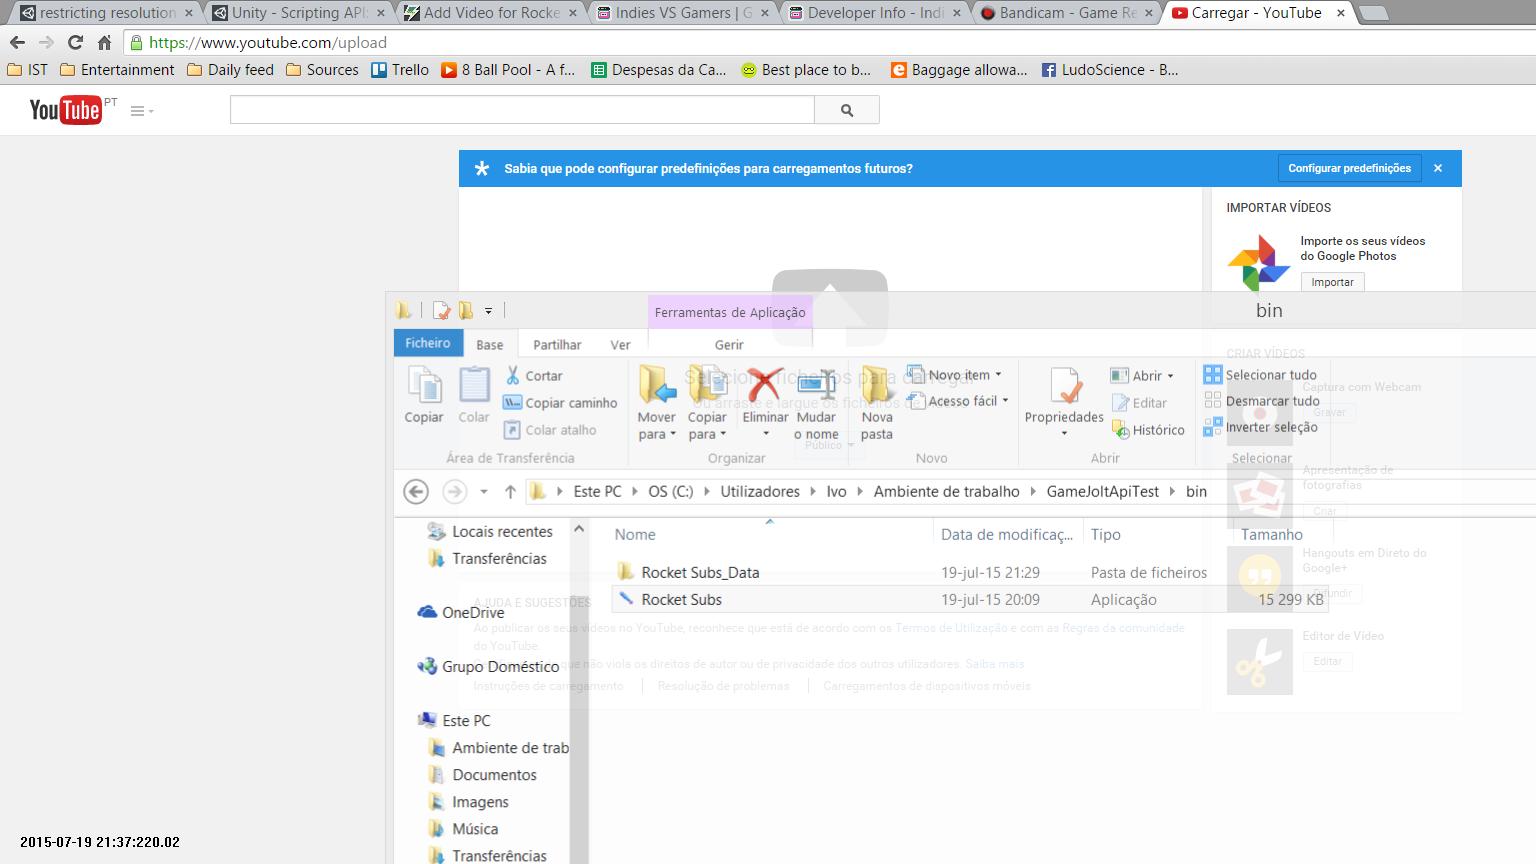 restricting resolution
Unity - Scripting API:
Add Video for Rocke
Indies VS Gamers | G
Developer Info - Indi
Bandicam - Game Re
Carregar - YouTube
https://www.youtube.com/upload
IST
Entertainment
Daily feed
Sources
Trello
8 Ball Pool - A f...
Despesas da Ca...
Best place to b...
Baggage allowa...
LudoScience - B...
YouTube PT
Sabia que pode configurar predefinições para carregamentos futuros?
Configurar predefinições
IMPORTAR VÍDEOS
Importe os seus vídeos
do Google Photos
Importar
Ferramentas de Aplicação
bin
Ficheiro
Base
Partilhar
Ver
Gerir
CRIAR VÍDEOS
Copiar
Colar
Cortar
Copiar caminho
Colar atalho
Área de Transferência
Mover
para
Copiar
para
Eliminar
Mudar
o nome
Organizar
Nova
pasta
Novo item
Acesso fácil
Novo
Propriedades
Abrir
Editar
Histórico
Abrir
Selecionar tudo
Desmarcar tudo
Inverter seleção
Selecionar
Selecione ficheiros para carregar
Ou arraste e largue os ficheiros de
Público
Captura com Webcam
Gravar
Apresentação de
fotografias
Criar
Este PC
OS (C:)
Utilizadores
Ivo
Ambiente de trabalho
GameJoltApiTest
bin
Locais recentes
Transferências
OneDrive
Grupo Doméstico
Este PC
Ambiente de trab
Documentos
Imagens
Música
Transferências
Nome
Data de modificaç...
Tipo
Tamanho
Rocket Subs_Data
19-jul-15 21:29
Pasta de ficheiros
Rocket Subs
19-jul-15 20:09
Aplicação
15 299 KB
Hangouts em Direto do
Google+
Difundir
Editor de Vídeo
Editar
AJUDA E SUGESTÕES
Ao publicar os seus vídeos no YouTube, reconhece que está de acordo com os Termos de Utilização e com as Regras da comunidade
do YouTube.
que não viola os direitos de autor ou de privacidade dos outros utilizadores. Saiba mais
Instruções de carregamento
Resolução de problemas
Carregamentos de dispositivos móveis
2015-07-19 21:37:220.02